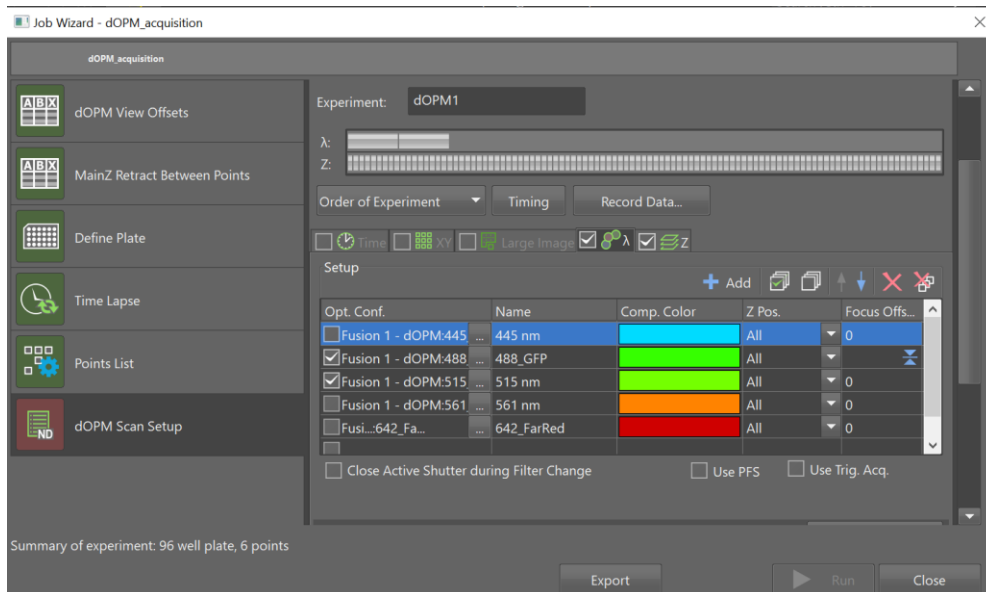 Job Wizard - dOPM_acquisition
dOPM_acquisition
dOPM View Offsets
MainZ Retract Between Points
Define Plate
Time Lapse
Points List
dOPM Scan Setup
Experiment: dOPM1
λ:
Z:
Order of Experiment Timing Record Data...
Time XY Large Image λ Z
Setup
Add
Opt. Conf. Name Comp. Color Z Pos. Focus Offs...
Fusion 1 - dOPM:445 ... 445 nm All 0
Fusion 1 - dOPM:488 ... 488_GFP All
Fusion 1 - dOPM:515 ... 515 nm All 0
Fusion 1 - dOPM:561 ... 561 nm All 0
Fusi...:642_Fa... ... 642_FarRed All 0
Close Active Shutter during Filter Change Use PFS Use Trig. Acq.
Summary of experiment: 96 well plate, 6 points
Export Run Close